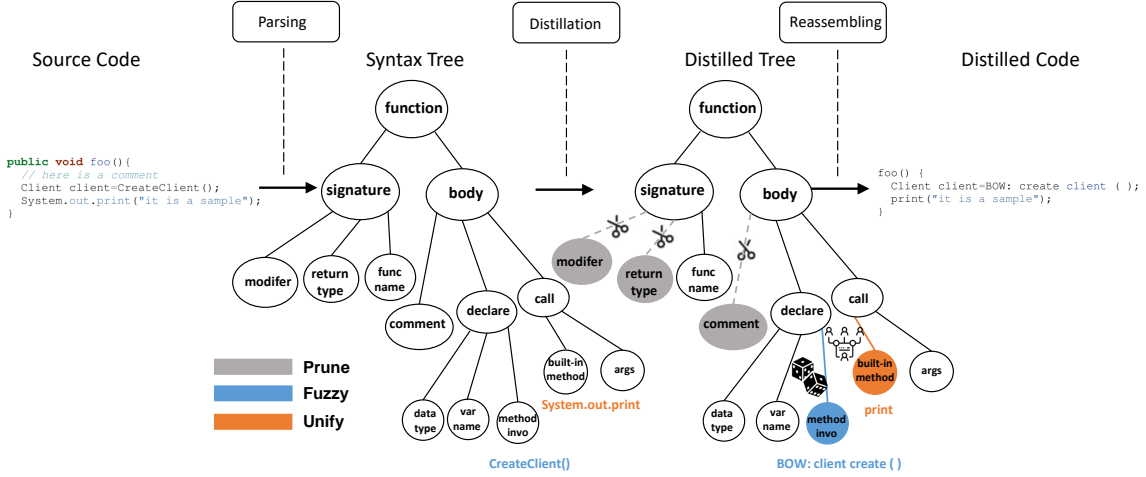 Parsing
Distillation
Reassembling
Source Code
Syntax Tree
Distilled Tree
Distilled Code
public void foo(){
// here is a comment
Client client=CreateClient();
System.out.print("it is a sample");
}
function
signature
body
modifer
return
type
func
name
comment
declare
call
data
type
var
name
method
invo
built-in
method
args
System.out.print
CreateClient()
function
signature
body
modifer
return
type
func
name
comment
declare
call
data
type
var
name
method
invo
built-in
method
args
print
BOW: client create ( )
foo() {
Client client=BOW: create client ( );
print("it is a sample");
}
Prune
Fuzzy
Unify